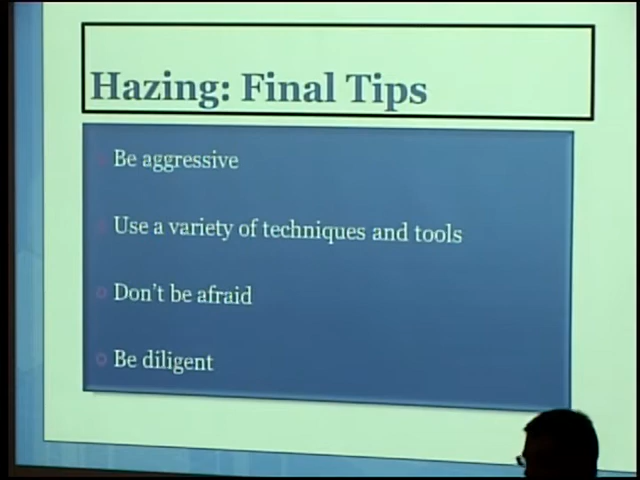 Hazing: Final Tips
Be aggressive
Use a variety of techniques and tools
Don't be afraid
Be diligent